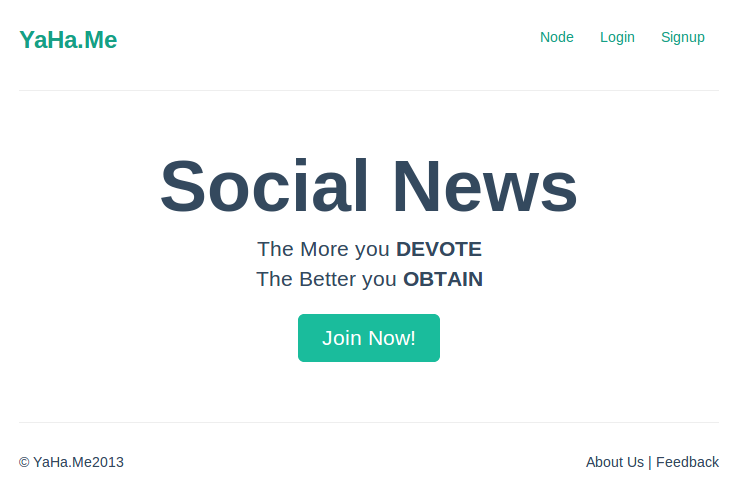 YaHa.Me
Node Login Signup
Social News
The More you DEVOTE
The Better you OBTAIN
Join Now!
© YaHa.Me2013
About Us | Feedback